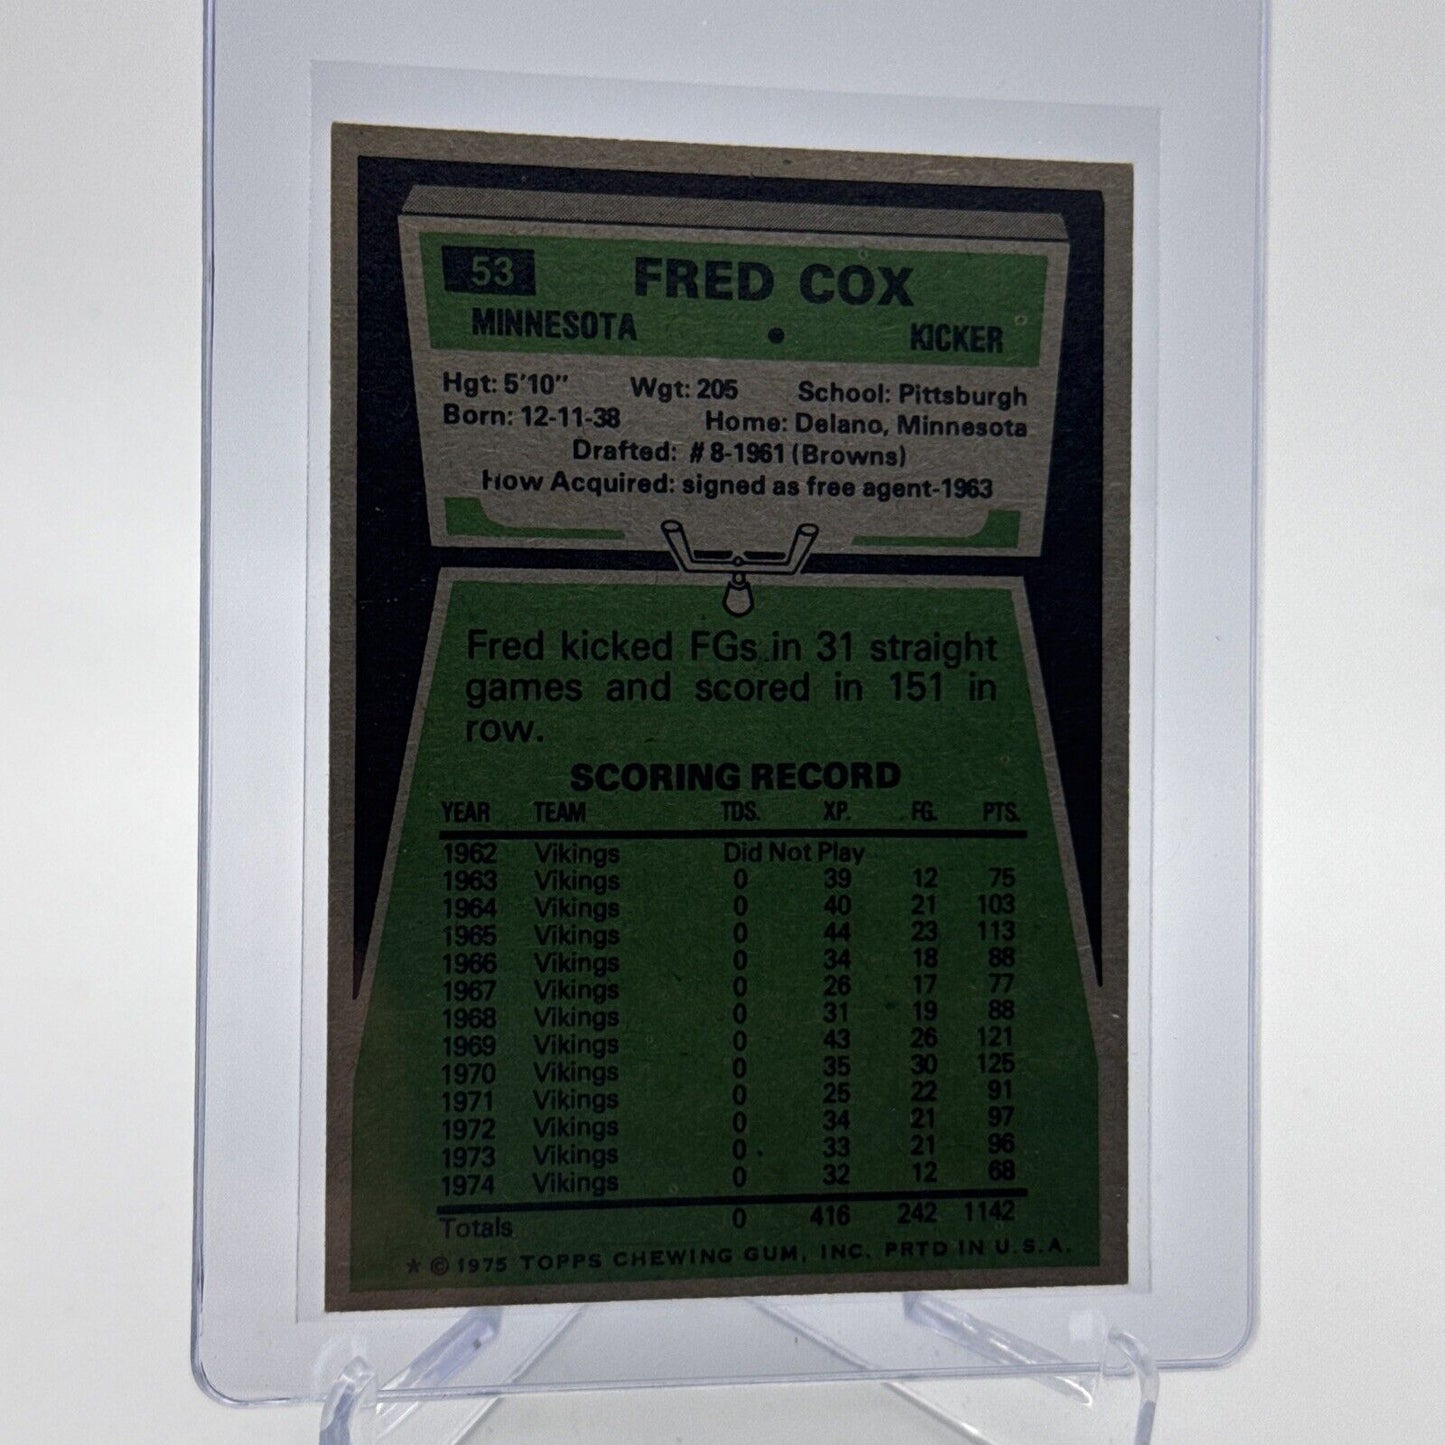 53 FRED COX
MINNESOTA • KICKER
Hgt: 5'10" Wgt: 205 School: Pittsburgh
Born: 12-11-38 Home: Delano, Minnesota
Drafted: #8-1961 (Browns)
How Acquired: signed as free agent-1963
Fred kicked FGs in 31 straight
games and scored in 151 in
row.
SCORING RECORD
YEAR TEAM TDS. XP. FG. PTS.
1962 Vikings Did Not Play
1963 Vikings 0 39 12 75
1964 Vikings 0 40 21 103
1965 Vikings 0 44 23 113
1966 Vikings 0 34 18 88
1967 Vikings 0 26 17 77
1968 Vikings 0 31 19 88
1969 Vikings 0 43 26 121
1970 Vikings 0 35 30 125
1971 Vikings 0 25 22 91
1972 Vikings 0 34 21 97
1973 Vikings 0 33 21 96
1974 Vikings 0 32 12 68
Totals 0 416 242 1142
* © 1975 TOPPS CHEWING GUM, INC. PRTD IN U.S.A.